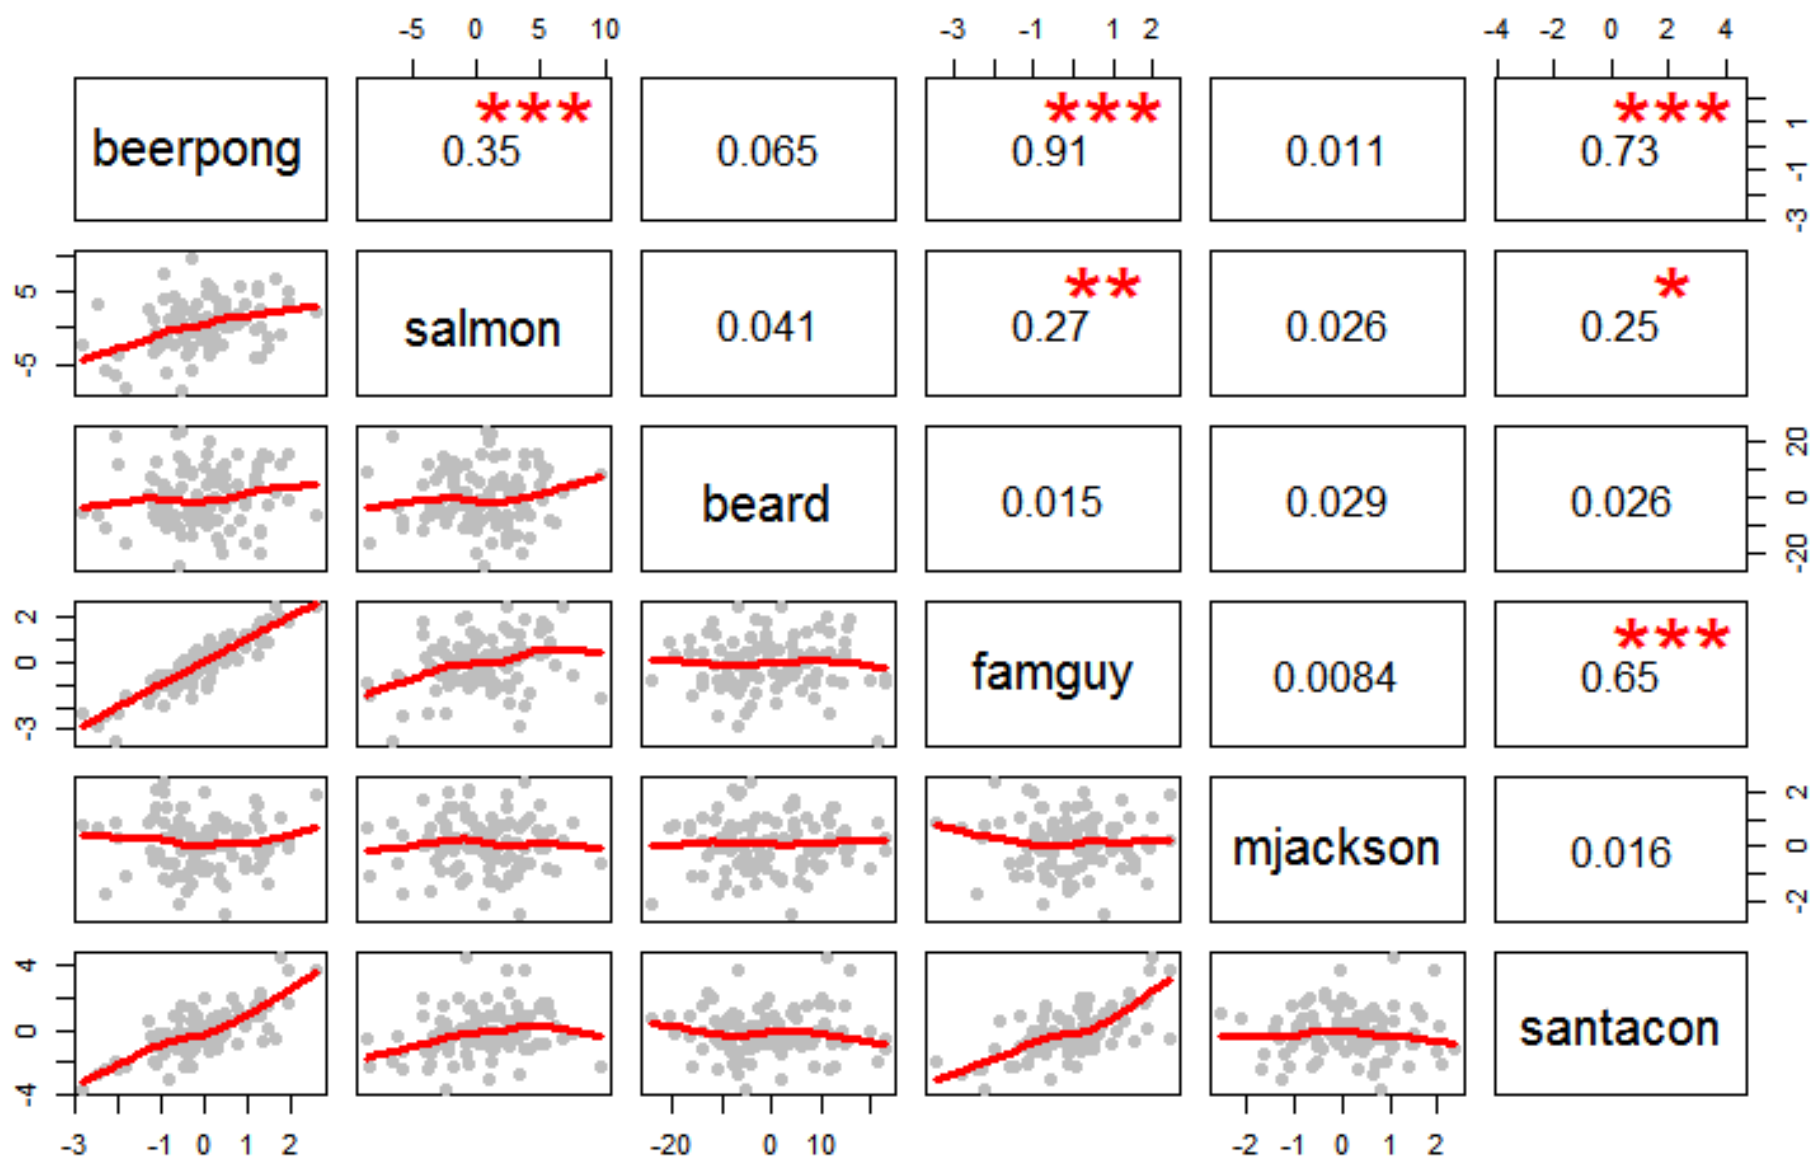 -5 0 5 10 -3 -1 1 2 -4 -2 0 2 4
beerpong 0.35 *** 0.065 0.91 *** 0.011 0.73 *** 1 -1 -3
5 -5 salmon 0.041 0.27 ** 0.026 0.25 *
beard 0.015 0.029 0.026 20 0 -20
2 0 -3 famguy 0.0084 0.65 ***
mjackson 0.016 2 0 -2
4 0 -4 santacon
-3 -1 0 1 2 -20 0 10 -2 -1 0 1 2